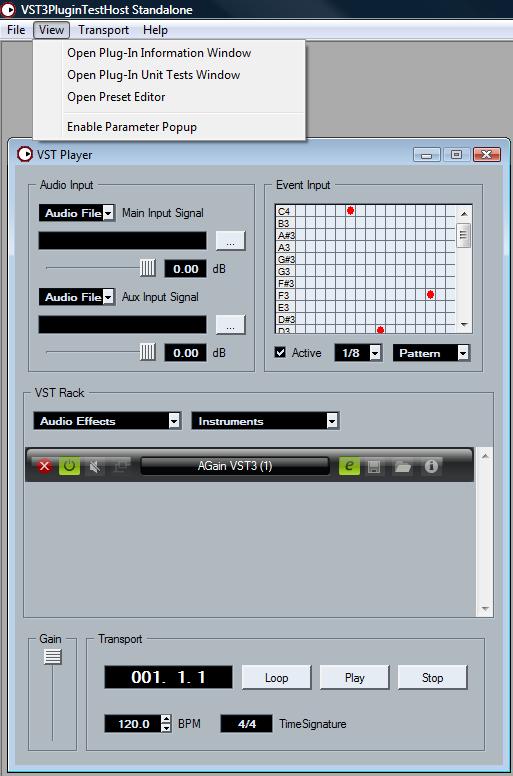 VST3PluginTestHost Standalone
File View Transport Help
Open Plug-In Information Window
Open Plug-In Unit Tests Window
Open Preset Editor
Enable Parameter Popup
VST Player
Audio Input
Audio File Main Input Signal
...
0.00 dB
Audio File Aux Input Signal
...
0.00 dB
Event Input
C4
B3
A#3
A3
G#3
G3
F#3
F3
E3
D#3
D3
Active 1/8 Pattern
VST Rack
Audio Effects Instruments
AGain VST3 (1) e i
Gain
Transport
001. 1. 1 Loop Play Stop
120.0 BPM 4/4 TimeSignature